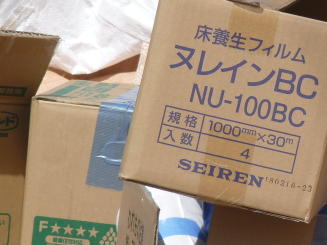 床養生フィルム
ヌレインBC
NU-100BC
規格 1000mm×30m
入数 4
SEIREN
F★★★★